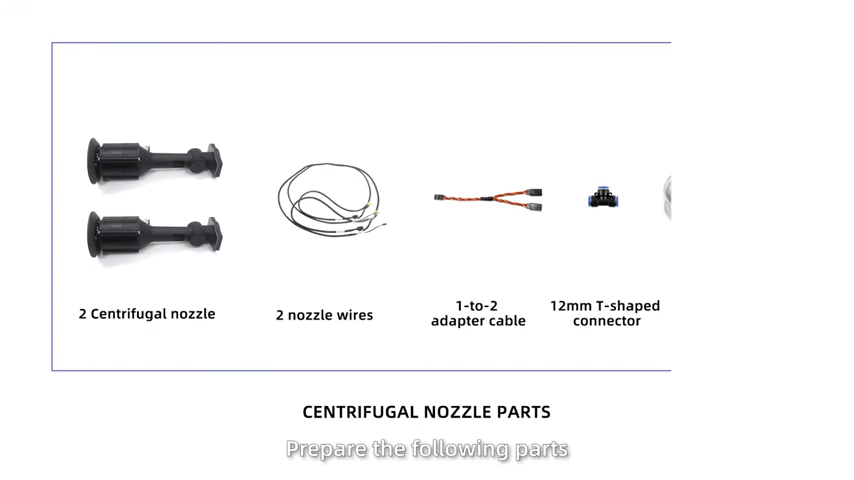 2 Centrifugal nozzle
2 nozzle wires
1-to-2
adapter cable
12mm T-shaped
connector
CENTRIFUGAL NOZZLE PARTS
Prepare the following parts